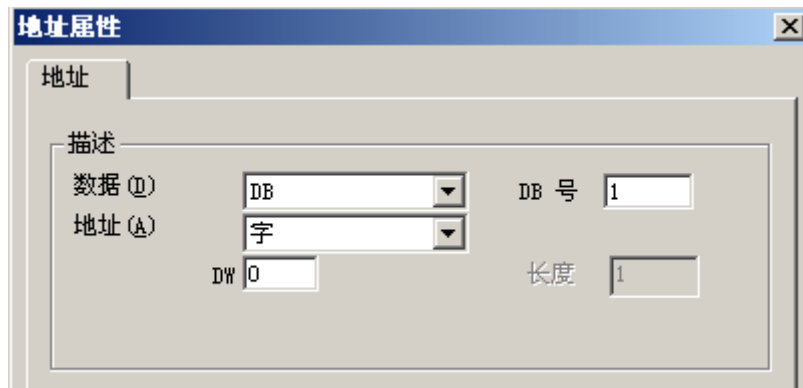 地址属性
地址
描述
数据(D) DB DB 号 1
地址(A) 字
DW 0 长度 1